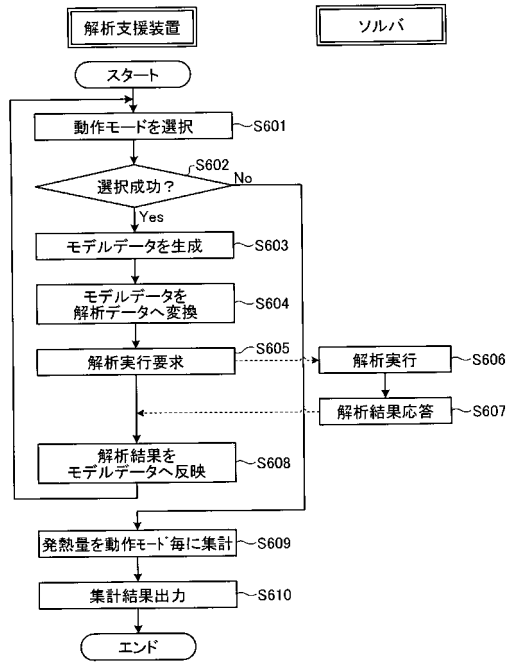 解析支援装置
ソルバ
スタート
動作モードを選択
S601
S602
選択成功?
No
Yes
モデルデータを生成
S603
モデルデータを
解析データへ変換
S604
解析実行要求
S605
解析実行
S606
解析結果応答
S607
解析結果を
モデルデータへ反映
S608
発熱量を動作モード毎に集計
S609
集計結果出力
S610
エンド